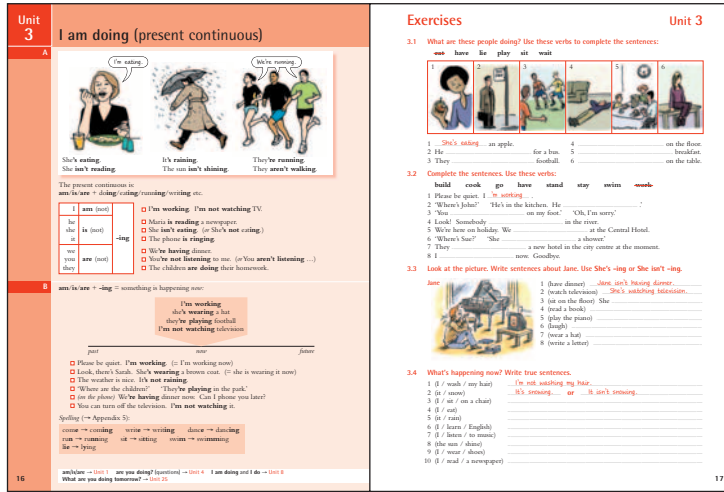 Unit
3
I am doing (present continuous)
A
I'm eating.
We're running.
She's eating.
She isn't reading.
It's raining.
The sun isn't shining.
They're running.
They aren't walking.
The present continuous is:
am/is/are + doing/eating/running/writing etc.
I am (not)
he
she is (not)
it
we
you are (not)
they
-ing
I'm working. I'm not watching TV.
Maria is reading a newspaper.
She isn't eating. (or She's not eating.)
The phone is ringing.
We're having dinner.
You're not listening to me. (or You aren't listening ...)
The children are doing their homework.
B
am/is/are + -ing = something is happening now:
I'm working
she's wearing a hat
they're playing football
I'm not watching television
past now future
Please be quiet. I'm working. (= I'm working now)
Look, there's Sarah. She's wearing a brown coat. (= she is wearing it now)
The weather is nice. It's not raining.
'Where are the children?' 'They're playing in the park.'
(on the phone) We're having dinner now. Can I phone you later?
You can turn off the television. I'm not watching it.
Spelling (→ Appendix 5):
come → coming write → writing dance → dancing
run → running sit → sitting swim → swimming
lie → lying
16
am/is/are → Unit 1 are you doing? (questions) → Unit 4 I am doing and I do → Unit 8
What are you doing tomorrow? → Unit 25
Exercises
Unit 3
3.1 What are these people doing? Use these verbs to complete the sentences:
eat have lie play sit wait
1 2 3 4 5 6
1 She's eating an apple.
2 He for a bus.
3 They football.
4 on the floor.
5 breakfast.
6 on the table.
3.2 Complete the sentences. Use these verbs:
build cook go have stand stay swim work
1 Please be quiet. I 'm working .
2 'Where's John?' 'He's in the kitchen. He .'
3 'You on my foot.' 'Oh, I'm sorry.'
4 Look! Somebody in the river.
5 We're here on holiday. We at the Central Hotel.
6 'Where's Sue?' 'She a shower.'
7 They a new hotel in the city centre at the moment.
8 I now. Goodbye.
3.3 Look at the picture. Write sentences about Jane. Use She's -ing or She isn't -ing.
Jane
1 (have dinner) Jane isn't having dinner.
2 (watch television) She's watching television.
3 (sit on the floor) She
4 (read a book)
5 (play the piano)
6 (laugh)
7 (wear a hat)
8 (write a letter)
3.4 What's happening now? Write true sentences.
1 (I / wash / my hair) I'm not washing my hair.
2 (it / snow) It's snowing. or It isn't snowing.
3 (I / sit / on a chair)
4 (I / eat)
5 (it / rain)
6 (I / learn / English)
7 (I / listen / to music)
8 (the sun / shine)
9 (I / wear / shoes)
10 (I / read / a newspaper)
17